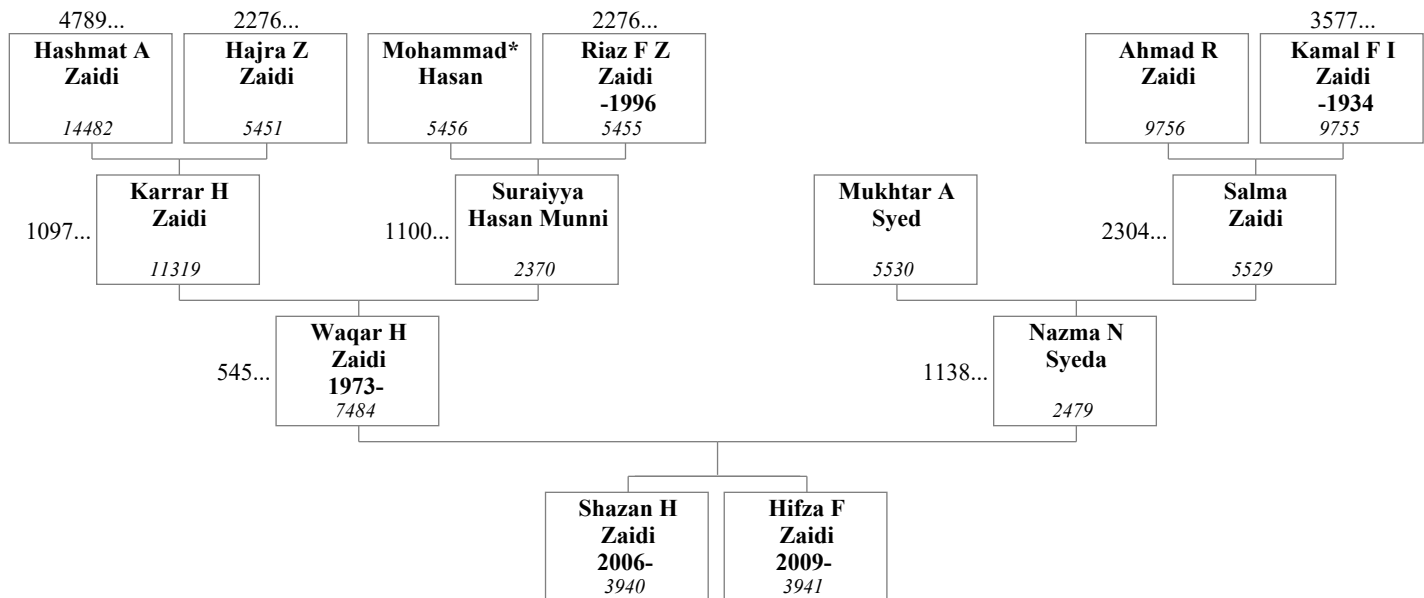 4789...
2276...
2276...
3577...
Hashmat A
Zaidi
14482
Hajra Z
Zaidi
5451
Mohammad*
Hasan
5456
Riaz F Z
Zaidi
-1996
5455
Ahmad R
Zaidi
9756
Kamal F I
Zaidi
-1934
9755
1097...
Karrar H
Zaidi
11319
1100...
Suraiyya
Hasan Munni
2370
Mukhtar A
Syed
5530
2304...
Salma
Zaidi
5529
545...
Waqar H
Zaidi
1973-
7484
1138...
Nazma N
Syeda
2479
Shazan H
Zaidi
2006-
3940
Hifza F
Zaidi
2009-
3941